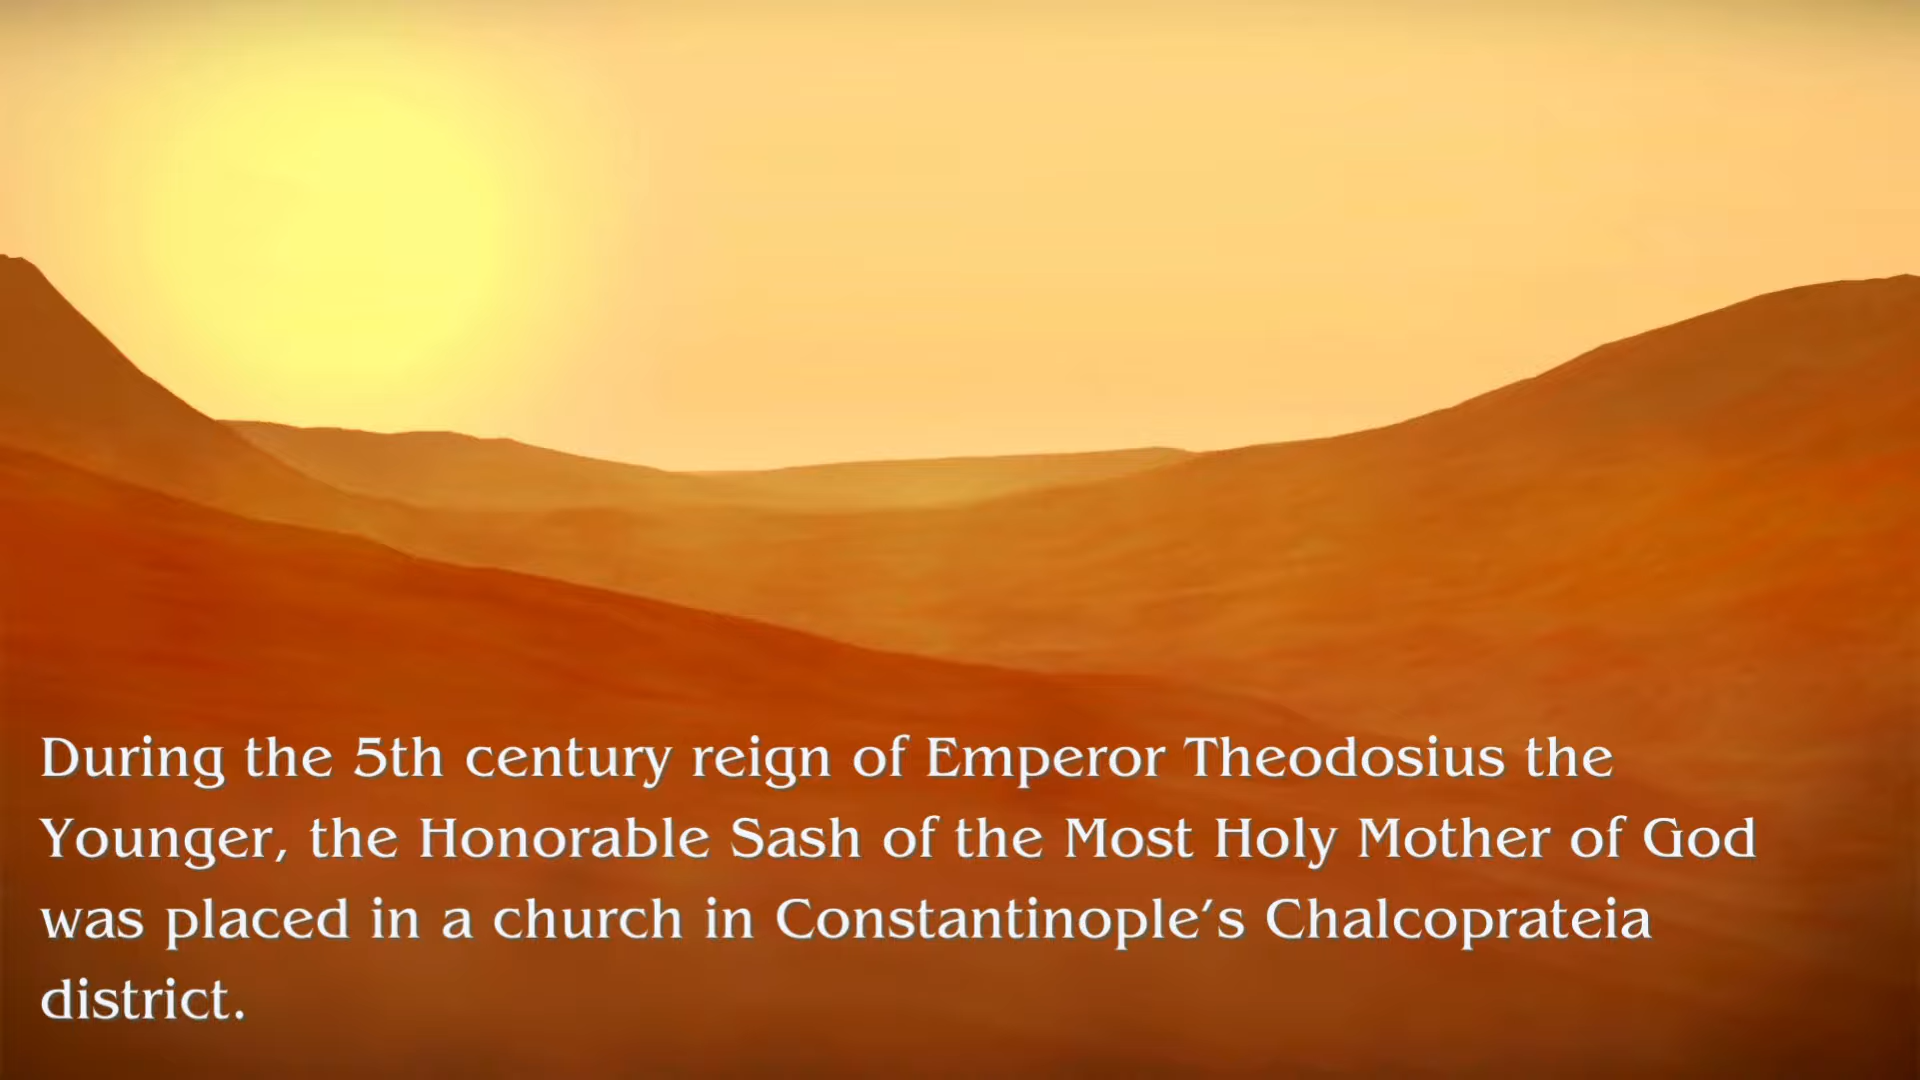 During the 5th century reign of Emperor Theodosius the
Younger, the Honorable Sash of the Most Holy Mother of God
was placed in a church in Constantinople’s Chalcoprateia
district.